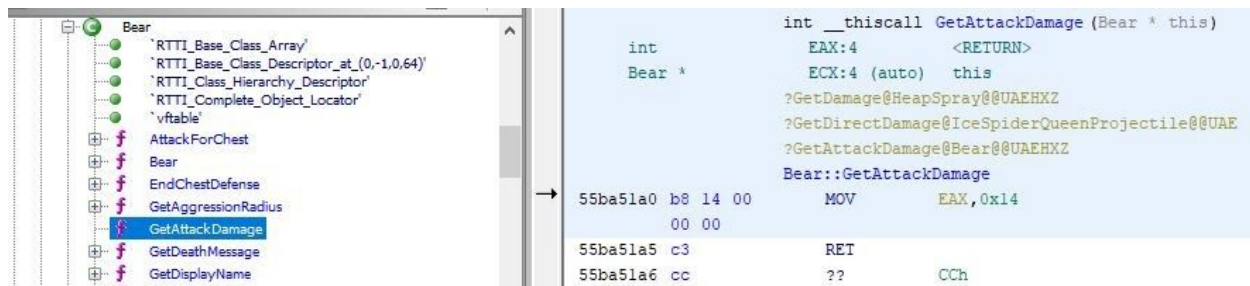 Bear
`RTTI_Base_Class_Array'
`RTTI_Base_Class_Descriptor_at_(0,-1,0,64)'
`RTTI_Class_Hierarchy_Descriptor'
`RTTI_Complete_Object_Locator'
`vftable'
f AttackForChest
f Bear
f EndChestDefense
f GetAggressionRadius
f GetAttackDamage
f GetDeathMessage
f GetDisplayName
int __thiscall GetAttackDamage (Bear * this)
int EAX:4 <RETURN>
Bear * ECX:4 (auto) this
?GetDamage@HeapSpray@@UAEHXZ
?GetDirectDamage@IceSpiderQueenProjectile@@UAE
?GetAttackDamage@Bear@@UAEHXZ
Bear::GetAttackDamage
55ba51a0 b8 14 00 MOV EAX,0x14
00 00
55ba51a5 c3 RET
55ba51a6 cc ?? CCh